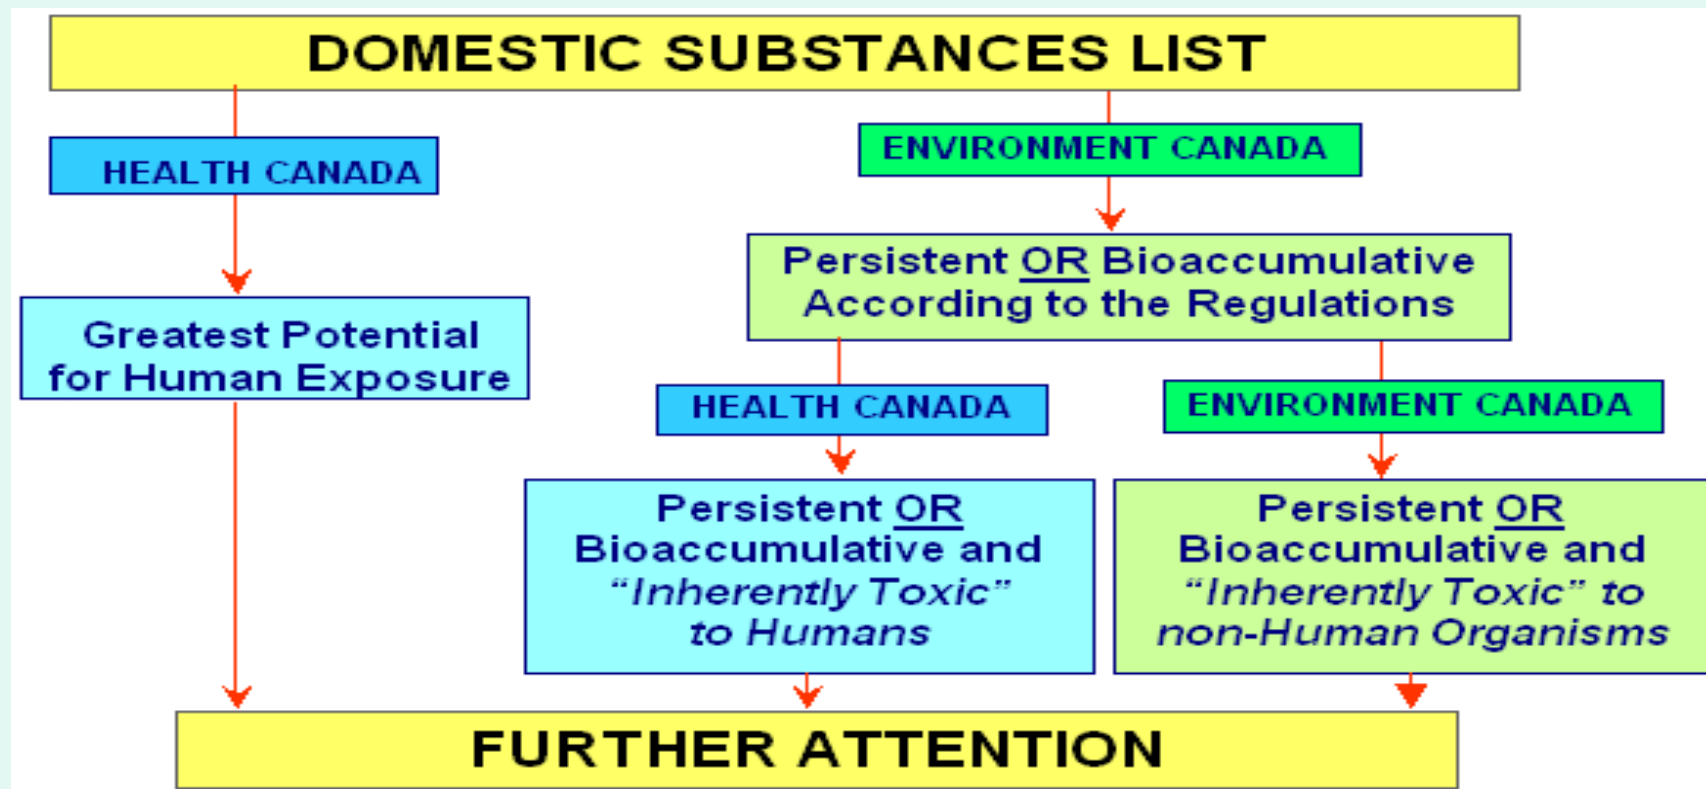 DOMESTIC SUBSTANCES LIST
HEALTH CANADA
ENVIRONMENT CANADA
Greatest Potential
for Human Exposure
Persistent OR Bioaccumulative
According to the Regulations
HEALTH CANADA
ENVIRONMENT CANADA
Persistent OR
Bioaccumulative and
“Inherently Toxic”
to Humans
Persistent OR
Bioaccumulative and
“Inherently Toxic” to
non-Human Organisms
FURTHER ATTENTION